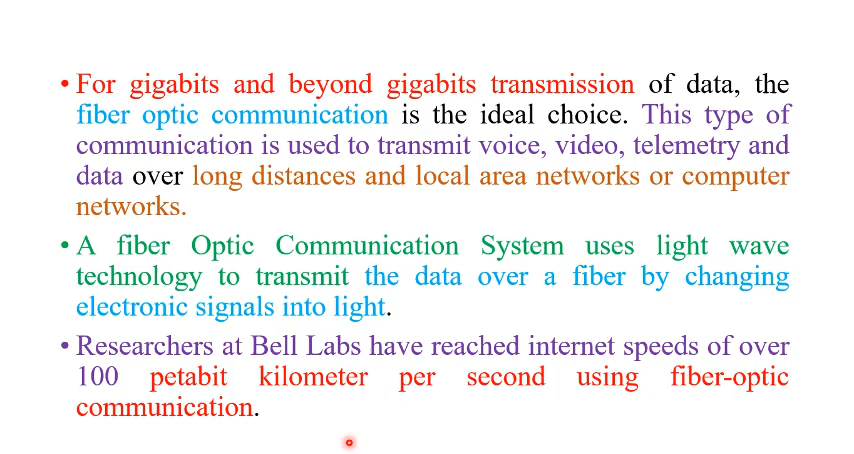 • For gigabits and beyond gigabits transmission of data, the
fiber optic communication is the ideal choice. This type of
communication is used to transmit voice, video, telemetry and
data over long distances and local area networks or computer
networks.
• A fiber Optic Communication System uses light wave
technology to transmit the data over a fiber by changing
electronic signals into light.
• Researchers at Bell Labs have reached internet speeds of over
100 petabit kilometer per second using fiber-optic
communication.